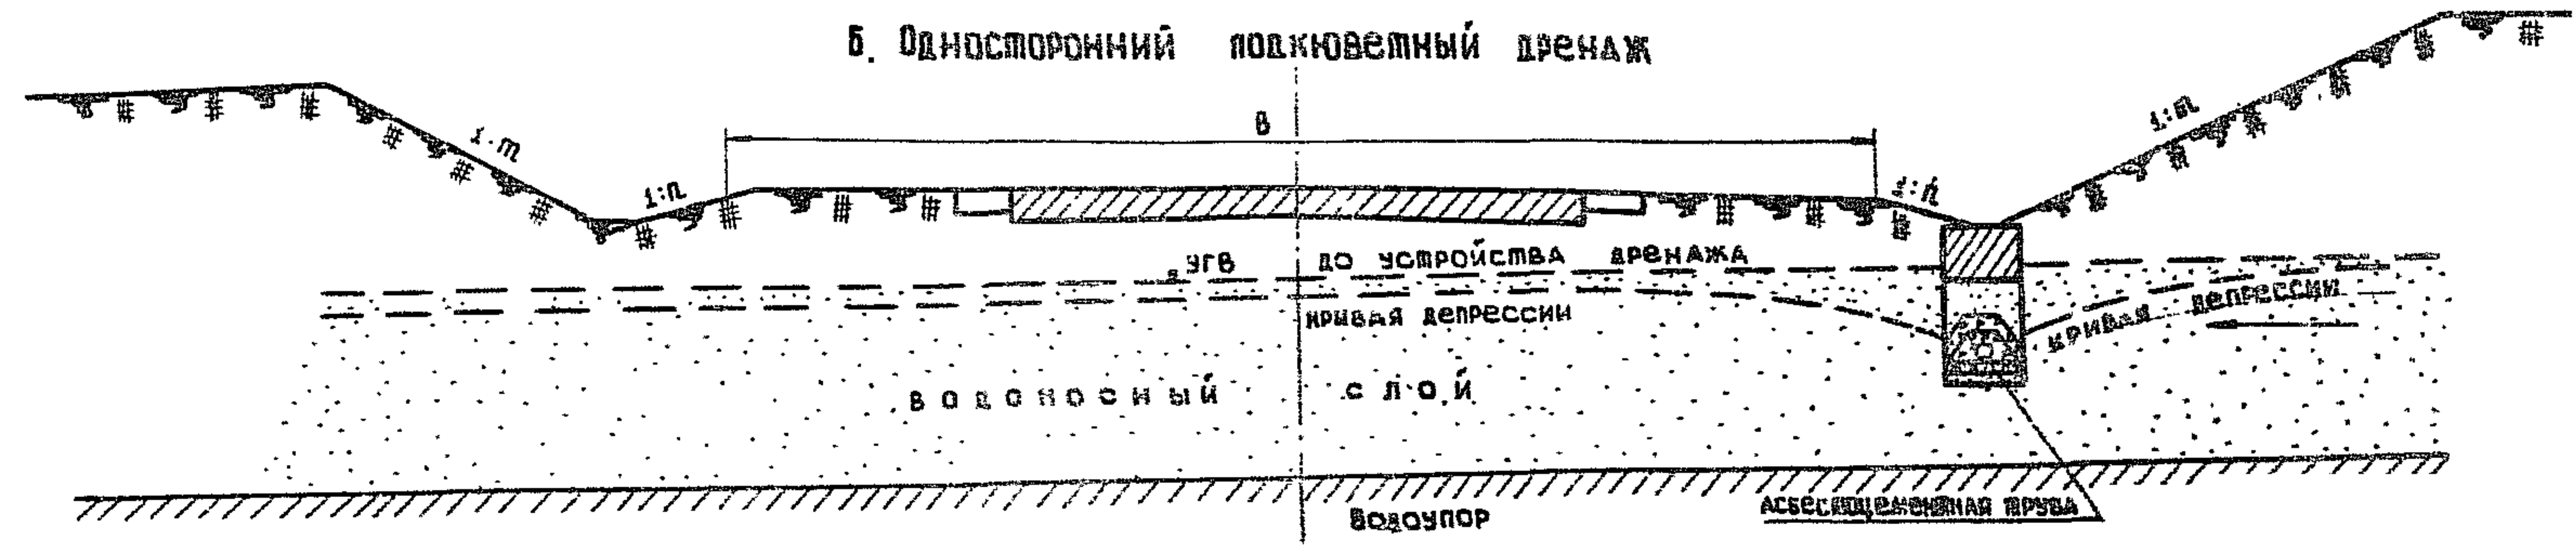 Б. Односторонний подкюветный дренаж
В
1:m
1:n
1:n
1:m
УГВ до устройства дренажа
Кривая депрессии
Кривая депрессии
Водоносный слой
Асбестоцементная труба
Водоупор